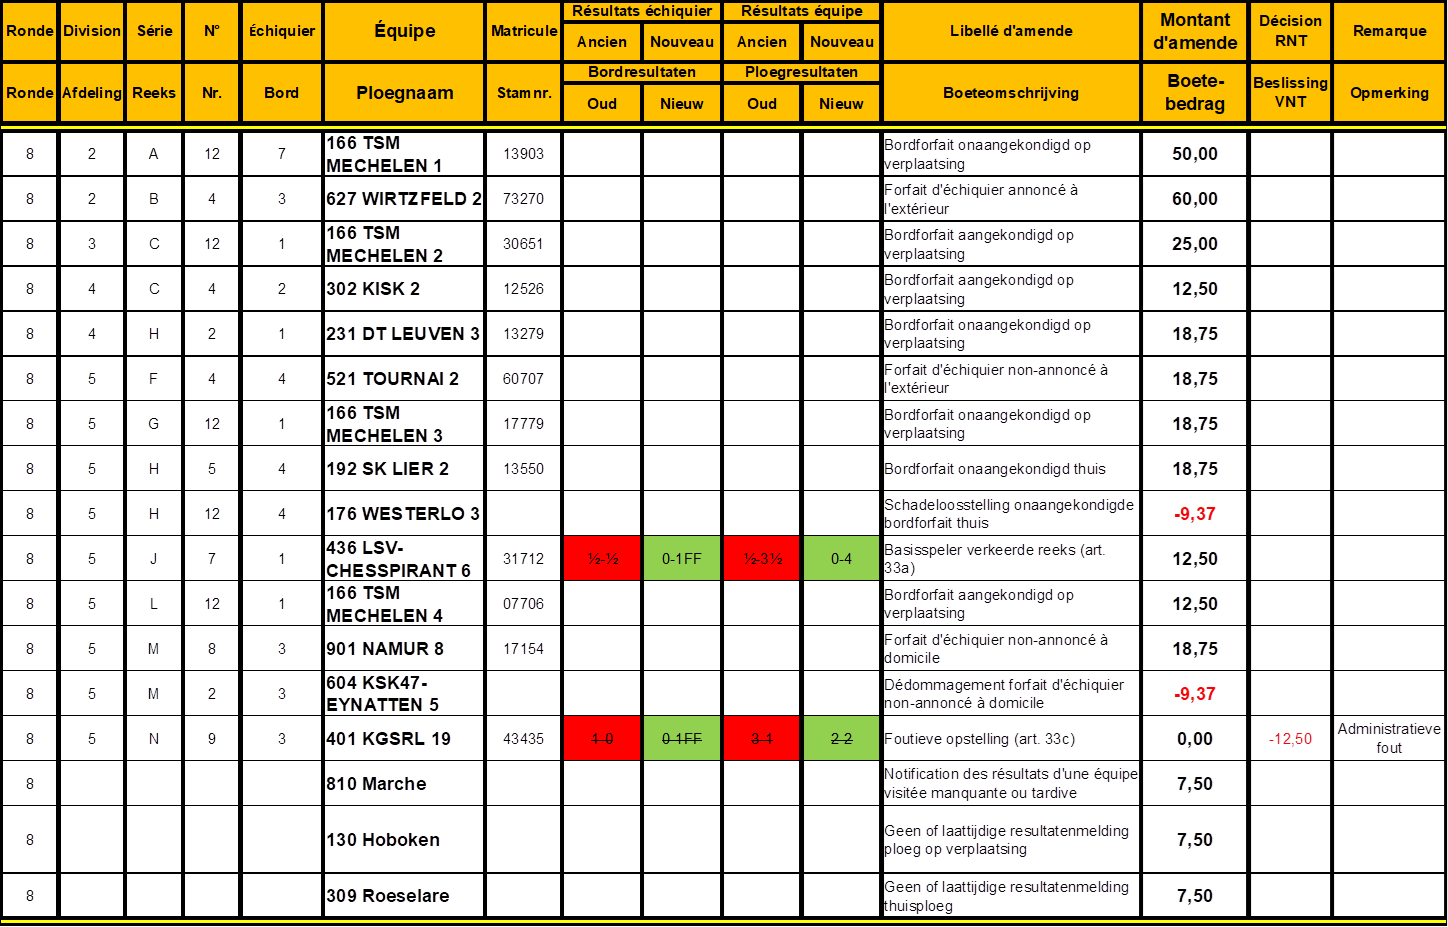 Ronde Division Série N° Échiquier Équipe Matricule Résultats échiquier Résultats équipe Libellé d'amende Montant d'amende Décision RNT Remarque
Ancien Nouveau Ancien Nouveau
Ronde Afdeling Reeks Nr. Bord Ploegnaam Stamnr. Bordresultaten Ploegresultaten Boeteomschrijving Boete-bedrag Beslissing VNT Opmerking
Oud Nieuw Oud Nieuw
8 2 A 12 7 166 TSM MECHELEN 1 13903 Bordforfait onaangekondigd op verplaatsing 50,00
8 2 B 4 3 627 WIRTZFELD 2 73270 Forfait d'échiquier annoncé à l'extérieur 60,00
8 3 C 12 1 166 TSM MECHELEN 2 30651 Bordforfait aangekondigd op verplaatsing 25,00
8 4 C 4 2 302 KISK 2 12526 Bordforfait aangekondigd op verplaatsing 12,50
8 4 H 2 1 231 DT LEUVEN 3 13279 Bordforfait onaangekondigd op verplaatsing 18,75
8 5 F 4 4 521 TOURNAI 2 60707 Forfait d'échiquier non-annoncé à l'extérieur 18,75
8 5 G 12 1 166 TSM MECHELEN 3 17779 Bordforfait onaangekondigd op verplaatsing 18,75
8 5 H 5 4 192 SK LIER 2 13550 Bordforfait onaangekondigd thuis 18,75
8 5 H 12 4 176 WESTERLO 3 Schadeloosstelling onaangekondigde bordforfait thuis -9,37
8 5 J 7 1 436 LSV-CHESSPIRANT 6 31712 ½-½ 0-1FF ½-3½ 0-4 Basisspeler verkeerde reeks (art. 33a) 12,50
8 5 L 12 1 166 TSM MECHELEN 4 07706 Bordforfait aangekondigd op verplaatsing 12,50
8 5 M 8 3 901 NAMUR 8 17154 Forfait d'échiquier non-annoncé à domicile 18,75
8 5 M 2 3 604 KSK47-EYNATTEN 5 Dédommagement forfait d'échiquier non-annoncé à domicile -9,37
8 5 N 9 3 401 KGSRL 19 43435 1-0 0-1FF 3-1 2-2 Foutieve opstelling (art. 33c) 0,00 -12,50 Administratieve fout
8 810 Marche Notification des résultats d'une équipe visitée manquante ou tardive 7,50
8 130 Hoboken Geen of laattijdige resultatenmelding ploeg op verplaatsing 7,50
8 309 Roeselare Geen of laattijdige resultatenmelding thuisploeg 7,50